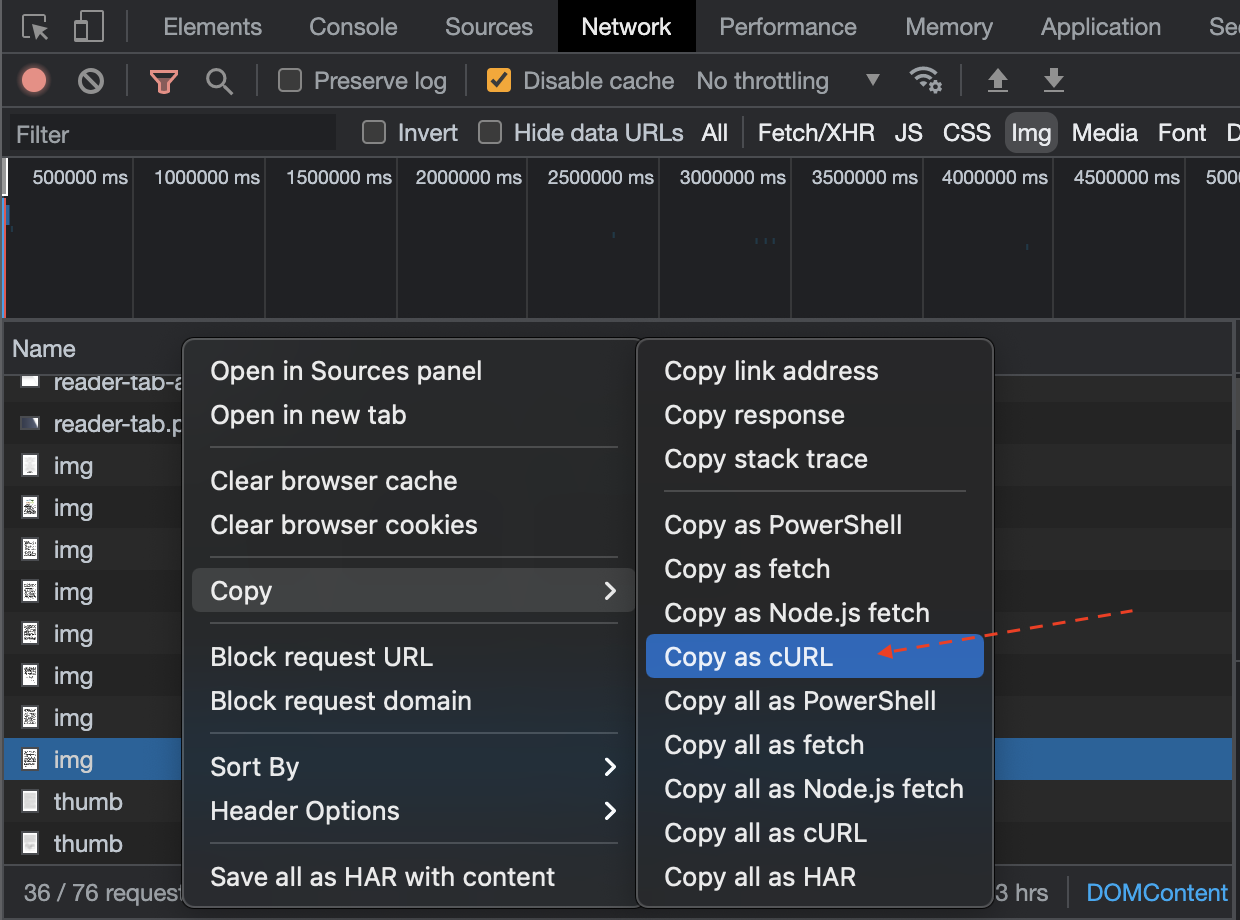 Elements Console Sources Network Performance Memory Application Se
Preserve log Disable cache No throttling
Filter Invert Hide data URLs All Fetch/XHR JS CSS Img Media Font D
500000 ms 1000000 ms 1500000 ms 2000000 ms 2500000 ms 3000000 ms 3500000 ms 4000000 ms 4500000 ms 500
Name
reader-tab-a
reader-tab.p
img
img
img
img
img
img
img
img
thumb
thumb
36 / 76 request
Open in Sources panel
Open in new tab
Clear browser cache
Clear browser cookies
Copy
Block request URL
Block request domain
Sort By
Header Options
Save all as HAR with content
Copy link address
Copy response
Copy stack trace
Copy as PowerShell
Copy as fetch
Copy as Node.js fetch
Copy as cURL
Copy all as PowerShell
Copy all as fetch
Copy all as Node.js fetch
Copy all as cURL
Copy all as HAR
3 hrs DOMContent